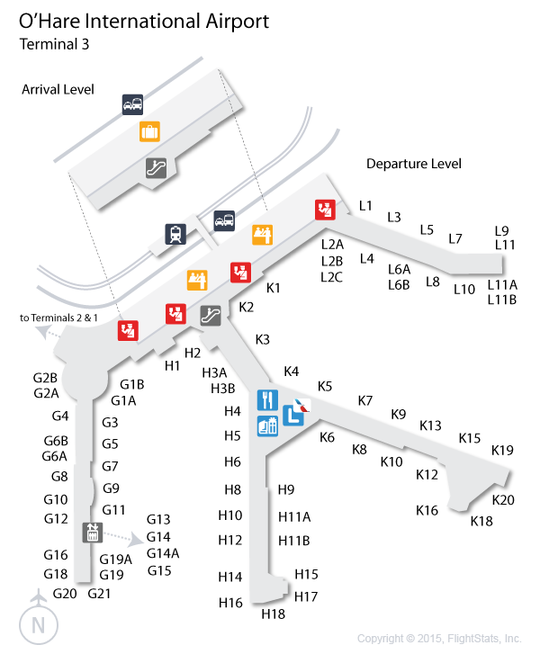 O'Hare International Airport
Terminal 3
Arrival Level
Departure Level
L1
L3
L5
L7
L9
L11
L2A
L2B
L2C
L4
L6A
L6B
L8
L10
L11A
L11B
K1
K2
to Terminals 2 & 1
H1
H2
K3
H3A
H3B
K4
K5
K7
K9
K13
K15
K19
K6
K8
K10
K12
K16
K18
K20
G2B
G2A
G1B
G1A
G4
G3
G6B
G6A
G5
G8
G7
G10
G9
G12
G11
G13
G14
G14A
G15
G16
G18
G19A
G19
G20
G21
H4
H5
H6
H8
H9
H10
H11A
H12
H11B
H14
H15
H16
H17
H18
N
Copyright © 2015, FlightStats, Inc.